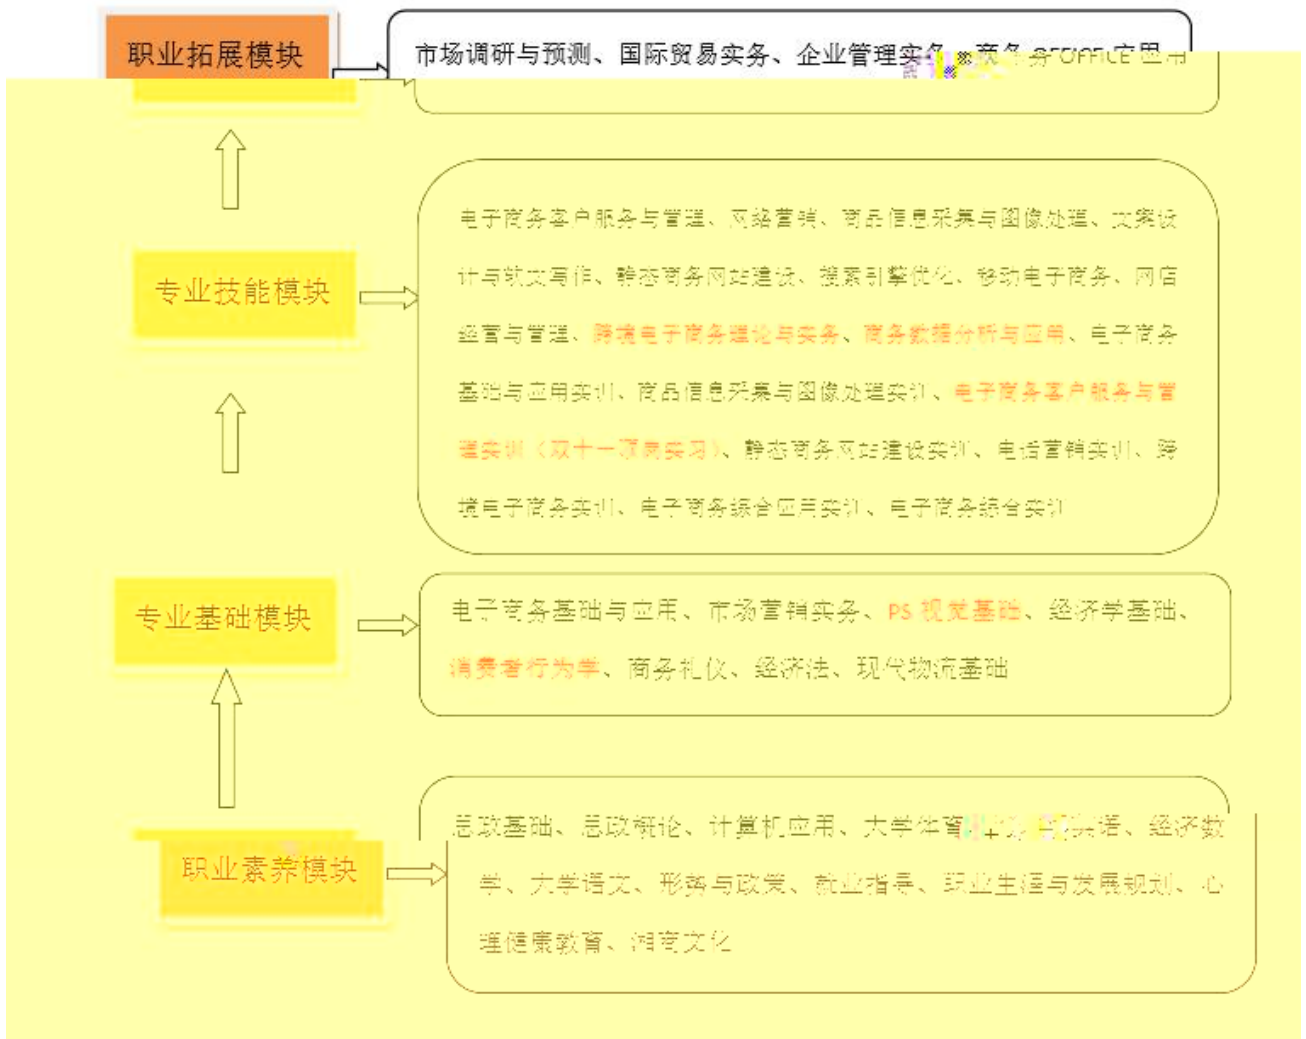 职业拓展模块
市场调研与预测、国际贸易实务、企业管理实务、商务 OFFICE 应用
电子商务客户服务与管理、网络营销、商品信息采集与图像处理、文案设
专业技能模块
计与软文写作、静态商务网站建设、搜索引擎优化、移动电子商务、网店
经营与管理、跨境电子商务理论与实务、商务数据分析与应用、电子商务
基础与应用实训、商品信息采集与图像处理实训、电子商务客户服务与管
理实训（双十一顶岗实习）、静态商务网站建设实训、电话营销实训、跨
境电子商务实训、电子商务综合应用实训、电子商务综合实训
专业基础模块
电子商务基础与应用、市场营销实务、PS 视觉基础、经济学基础、
消费者行为学、商务礼仪、经济法、现代物流基础
思政基础、思政概论、计算机应用、大学体育、英语、经济数
职业素养模块
学、大学语文、形势与政策、就业指导、职业生涯与发展规划、心
理健康教育、湘商文化